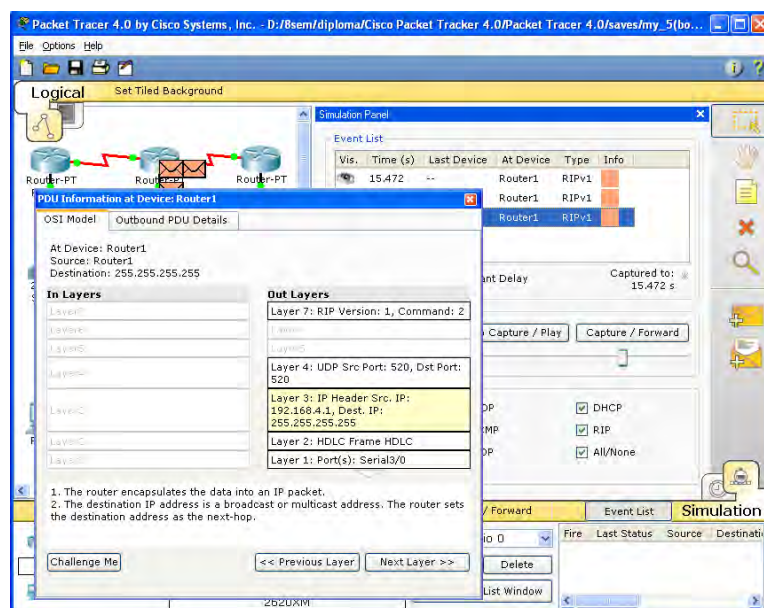 Packet Tracer 4.0 by Cisco Systems, Inc. - D:/8sem/diploma/Cisco Packet Tracker 4.0/Packet Tracer 4.0/saves/my_5(bo...
File Options Help
Logical Set Tiled Background
Simulation Panel
Event List
Vis. Time (s) Last Device At Device Type Info
15.472 -- Router1 RIPv1
Router1 RIPv1
Router1 RIPv1
Router-PT Router-PT
PDU Information at Device: Router1
OSI Model Outbound PDU Details
At Device: Router1
Source: Router1
Destination: 255.255.255.255
Captured to:
15.472 s
In Layers
Out Layers
Layer 7: RIP Version: 1, Command: 2
Layer 4: UDP Src Port: 520, Dst Port:
520
Layer 3: IP Header Src. IP:
192.168.4.1, Dest. IP:
255.255.255.255
Layer 2: HDLC Frame HDLC
Layer 1: Port(s): Serial3/0
1. The router encapsulates the data into an IP packet.
2. The destination IP address is a broadcast or multicast address. The router sets
the destination address as the next-hop.
Challenge Me << Previous Layer Next Layer >>
Delay
Capture / Play Capture / Forward
DHCP
RIP
All/None
/ Forward Event List Simulation
Fire Last Status Source Destinati
Delete
List Window
2620XM